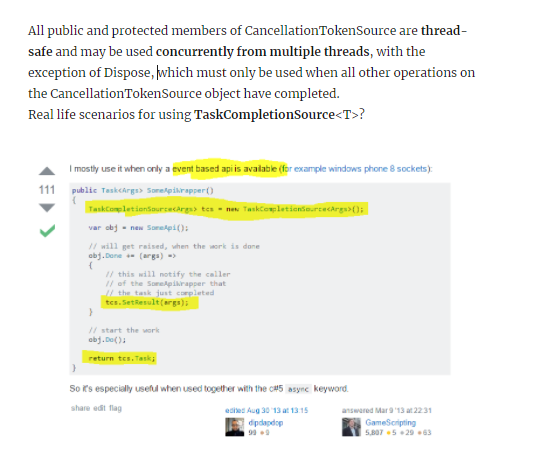 All public and protected members of CancellationTokenSource are thread-
safe and may be used concurrently from multiple threads, with the
exception of Dispose, which must only be used when all other operations on
the CancellationTokenSource object have completed.
Real life scenarios for using TaskCompletionSource<T>?
I mostly use it when only a event based api is available (for example windows phone 8 sockets):
111
public Task<Args> SomeApiWrapper()
{
TaskCompletionSource<Args> tcs = new TaskCompletionSource<Args>();
var obj = new SomeApi();
// will get raised, when the work is done
obj.Done += (args) =>
{
// this will notify the caller
// of the SomeApiWrapper that
// the task just completed
tcs.SetResult(args);
}
// start the work
obj.Do();
return tcs.Task;
}
So it's especially useful when used together with the c#5 async keyword.
share edit flag
edited Aug 30 '13 at 13:15
dipdapdop
99 9
answered Mar 9 '13 at 22:31
GameScripting
5,807 5 29 63